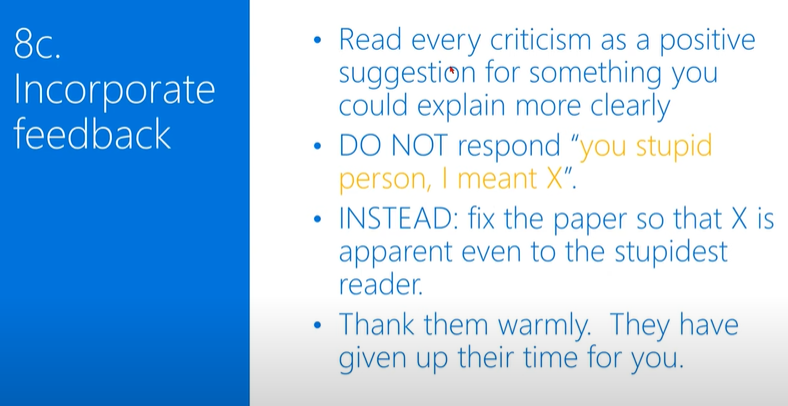 8c.
Incorporate
feedback
• Read every criticism as a positive
suggestion for something you
could explain more clearly
• DO NOT respond “you stupid
person, I meant X”.
• INSTEAD: fix the paper so that X is
apparent even to the stupidest
reader.
• Thank them warmly.  They have
given up their time for you.